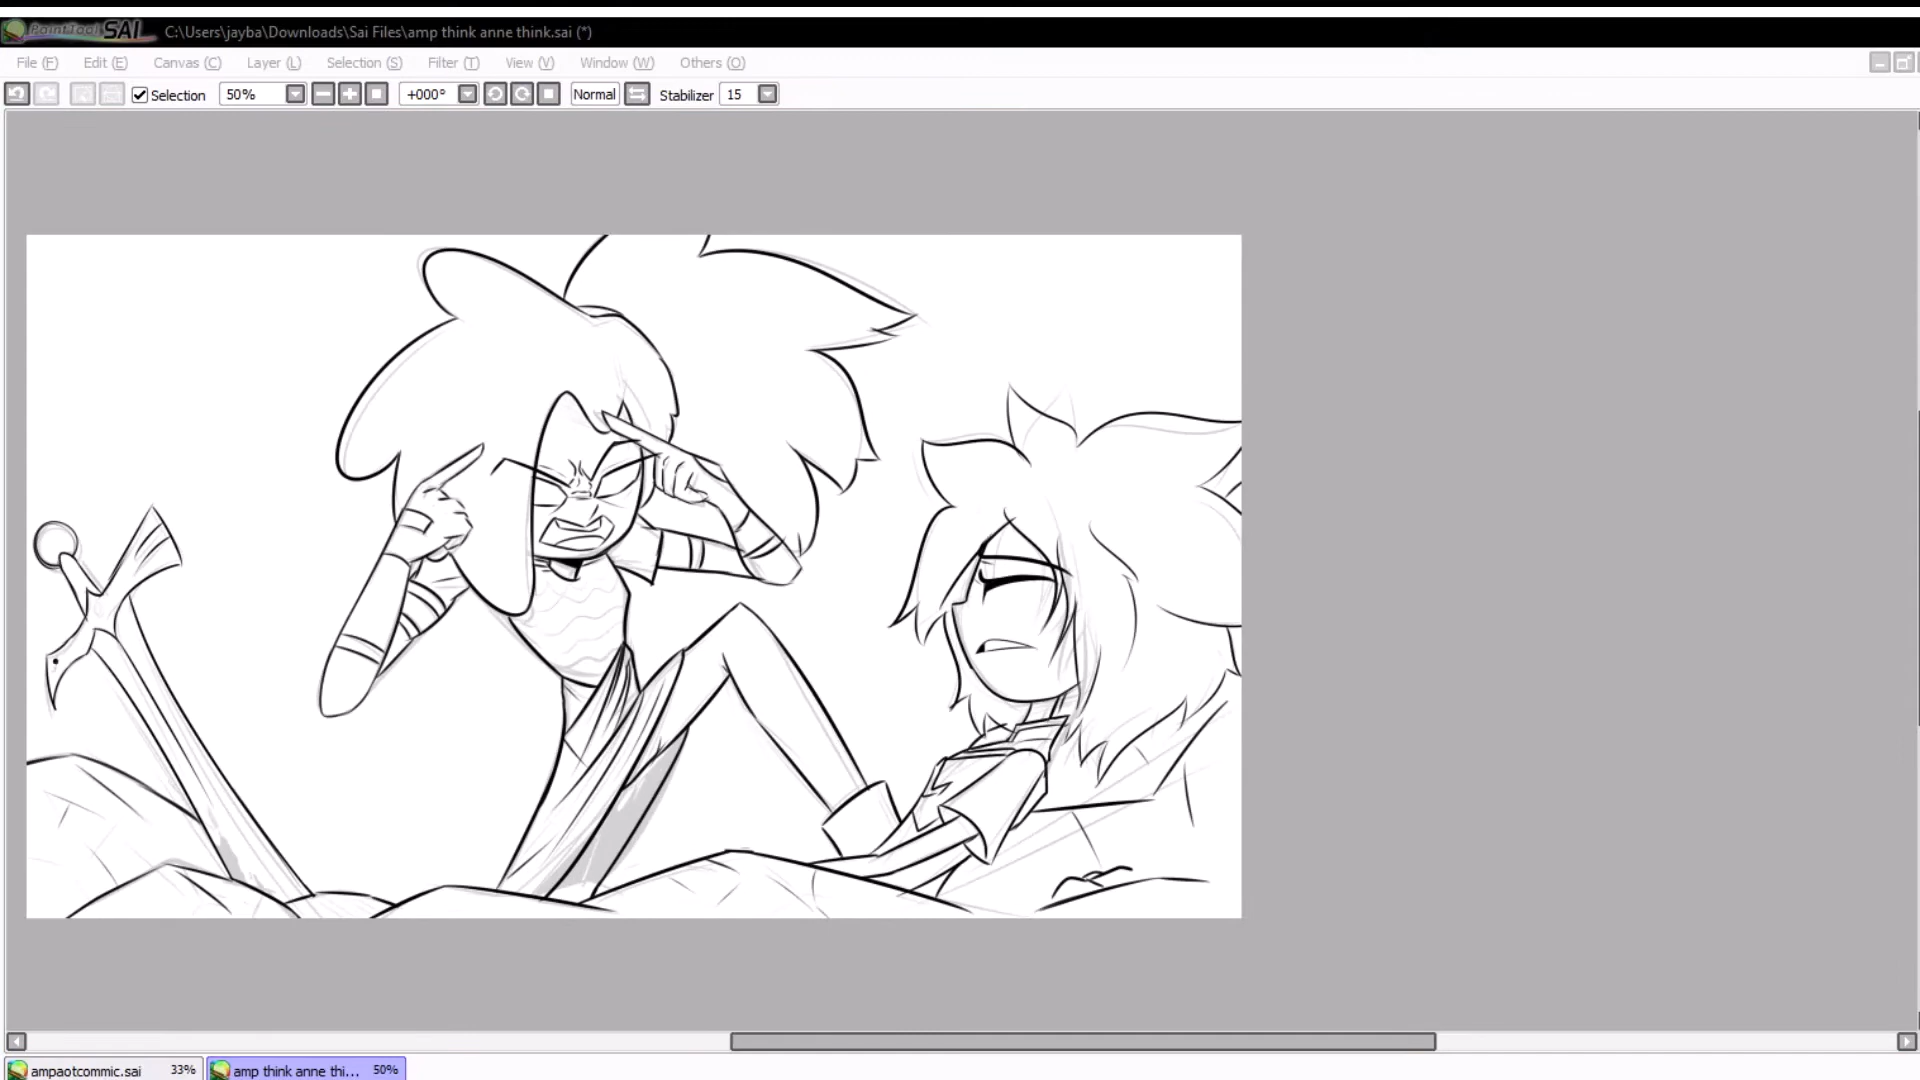 PaintTool SAI C:\Users\jayba\Downloads\Sai Files\amp think anne think.sai (*)
File (F) Edit (E) Canvas (C) Layer (L) Selection (S) Filter (T) View (V) Window (W) Others (O)
Selection 50% +000° Normal Stabilizer 15
ampaotcommic.sai 33% amp think anne thi... 50%